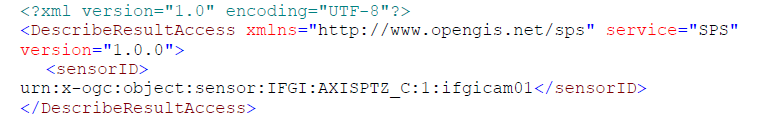 <?xml version="1.0" encoding="UTF-8"?>
<DescribeResultAccess xmlns="http://www.opengis.net/sps" service="SPS"
version="1.0.0">
<sensorID>
urn:x-ogc:object:sensor:IFGI:AXISPTZ_C:1:ifgicam01</sensorID>
</DescribeResultAccess>